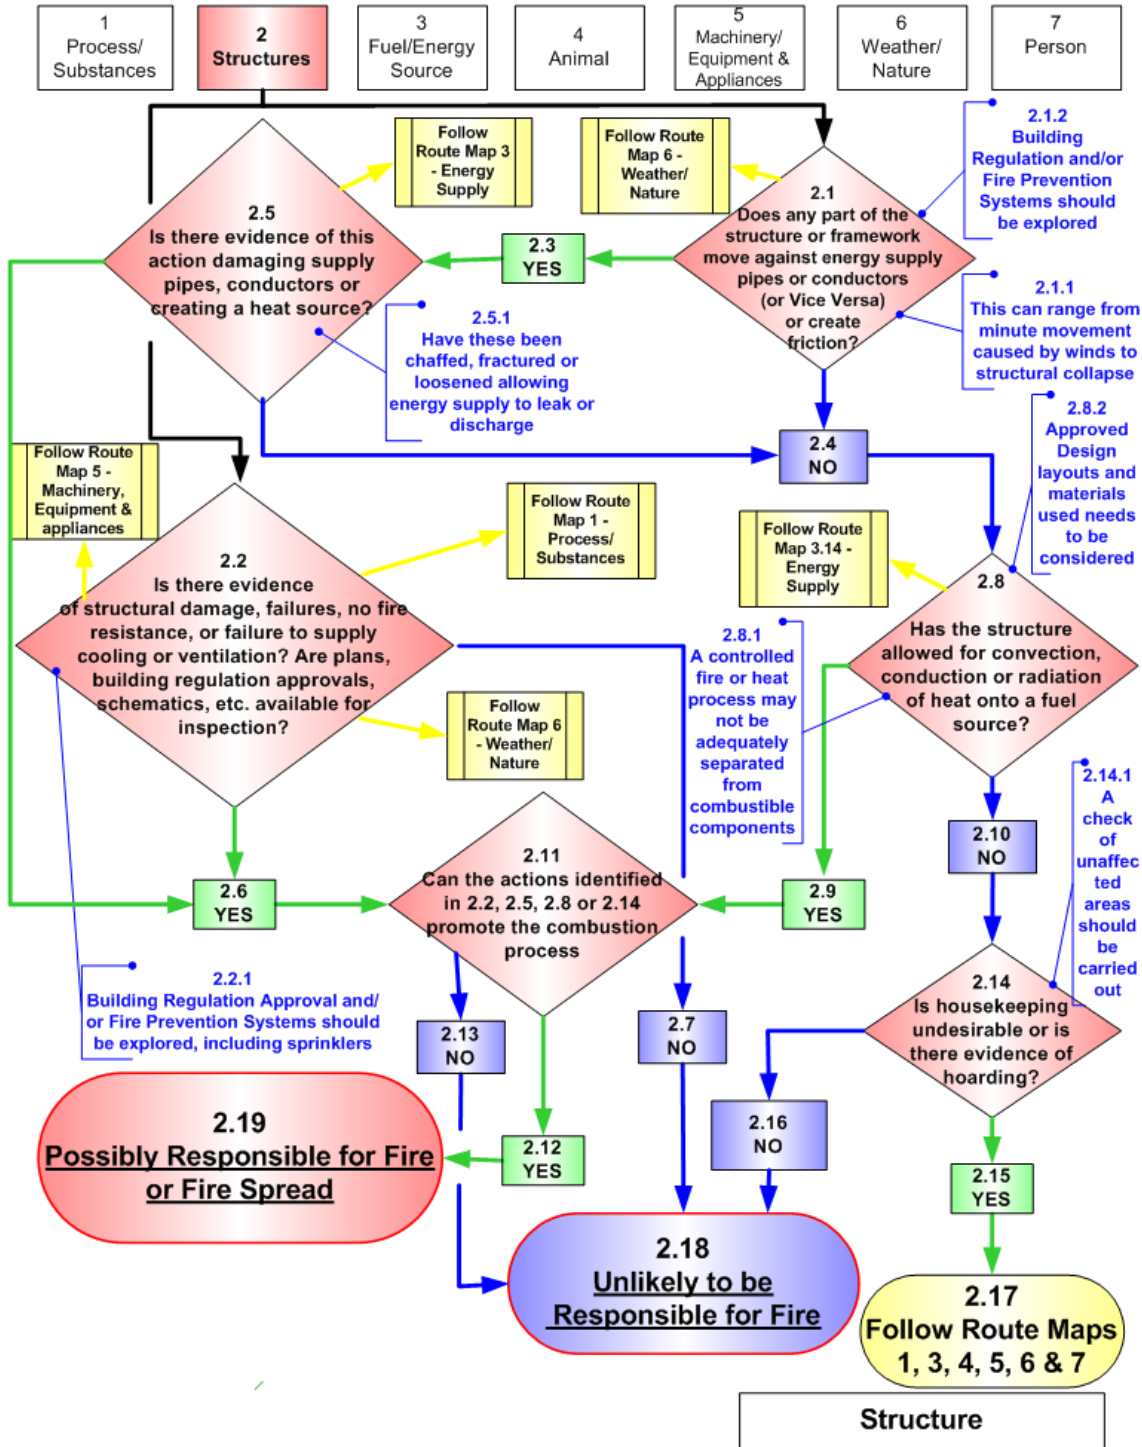 1
Process/
Substances
2
Structures
3
Fuel/Energy
Source
4
Animal
5
Machinery/
Equipment &
Appliances
6
Weather/
Nature
7
Person
Follow
Route Map 3
- Energy
Supply
Follow Route
Map 6 -
Weather/
Nature
2.1.2
Building
Regulation and/or
Fire Prevention
Systems should
be explored
2.5
Is there evidence of this
action damaging supply
pipes, conductors or
creating a heat source?
2.3
YES
2.1
Does any part of the
structure or framework
move against energy supply
pipes or conductors
(or Vice Versa)
or create
friction?
2.1.1
This can range from
minute movement
caused by winds to
structural collapse
2.5.1
Have these been
chaffed, fractured or
loosened allowing
energy supply to leak or
discharge
2.4
NO
2.8.2
Approved
Design
layouts and
materials
used needs
to be
considered
Follow Route
Map 5 -
Machinery,
Equipment &
appliances
Follow Route
Map 1 -
Process/
Substances
Follow Route
Map 3.14 -
Energy
Supply
2.2
Is there evidence
of structural damage, failures, no fire
resistance, or failure to supply
cooling or ventilation? Are plans,
building regulation approvals,
schematics, etc. available for
inspection?
2.8
Has the structure
allowed for convection,
conduction or radiation
of heat onto a fuel
source?
2.8.1
A controlled
fire or heat
process may
not be
adequately
separated
from
combustible
components
Follow
Route Map 6
- Weather/
Nature
2.14.1
A
check
of
unaffec
ted
areas
should
be
carried
out
2.10
NO
2.6
YES
2.11
Can the actions identified
in 2.2, 2.5, 2.8 or 2.14
promote the combustion
process
2.9
YES
2.2.1
Building Regulation Approval and/
or Fire Prevention Systems should
be explored, including sprinklers
2.14
Is housekeeping
undesirable or is
there evidence of
hoarding?
2.13
NO
2.7
NO
2.16
NO
2.12
YES
2.15
YES
2.19
Possibly Responsible for Fire
or Fire Spread
2.18
Unlikely to be
Responsible for Fire
2.17
Follow Route Maps
1, 3, 4, 5, 6 & 7
Structure